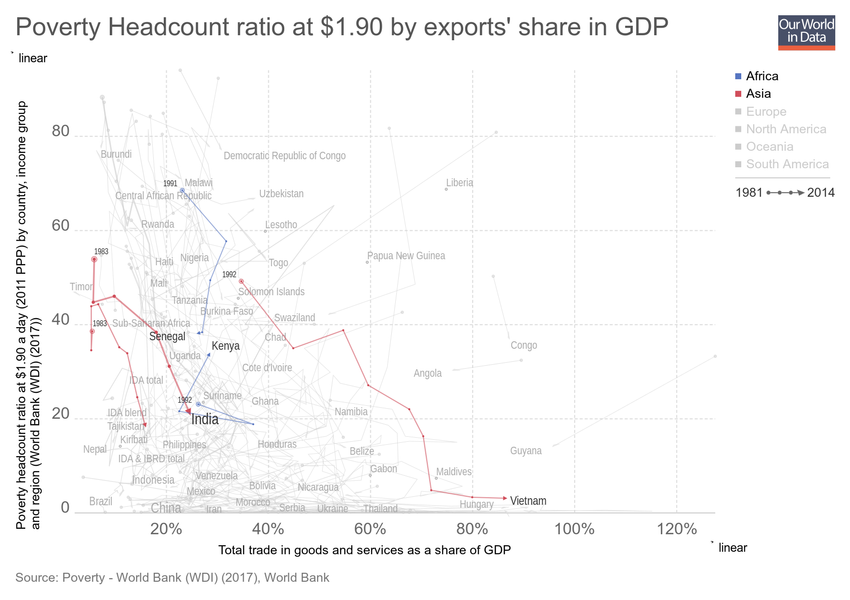 Poverty Headcount ratio at $1.90 by exports' share in GDP
Our World
in Data
` linear
Poverty headcount ratio at $1.90 a day (2011 PPP) by country, income group
and region (World Bank (WDI) (2017))
80
60
40
20
0
Burundi
Democratic Republic of Congo
1991
Malawi
Central African Republic
Uzbekistan
Liberia
Rwanda
Lesotho
1983
Haiti
Nigeria
Togo
Papua New Guinea
1992
Timor
Mali
Solomon Islands
Tanzania
Burkina Faso
Swaziland
1983
Sub-Saharan Africa
Senegal
Chad
Kenya
Congo
Uganda
Cote d'Ivoire
Angola
IDA total
1992
Suriname
Ghana
IDA blend
India
Namibia
Tajikistan
Kiribati
Philippines
Honduras
Nepal
Belize
Guyana
IDA & IBRD total
Gabon
Maldives
Indonesia
Venezuela
Bolivia
Nicaragua
Mexico
Brazil
China
Iran
Morocco
Serbia
Ukraine
Thailand
Hungary
Vietnam
20%
40%
60%
80%
100%
120%
Total trade in goods and services as a share of GDP
` linear
Africa
Asia
Europe
North America
Oceania
South America
1981
2014
Source: Poverty - World Bank (WDI) (2017), World Bank